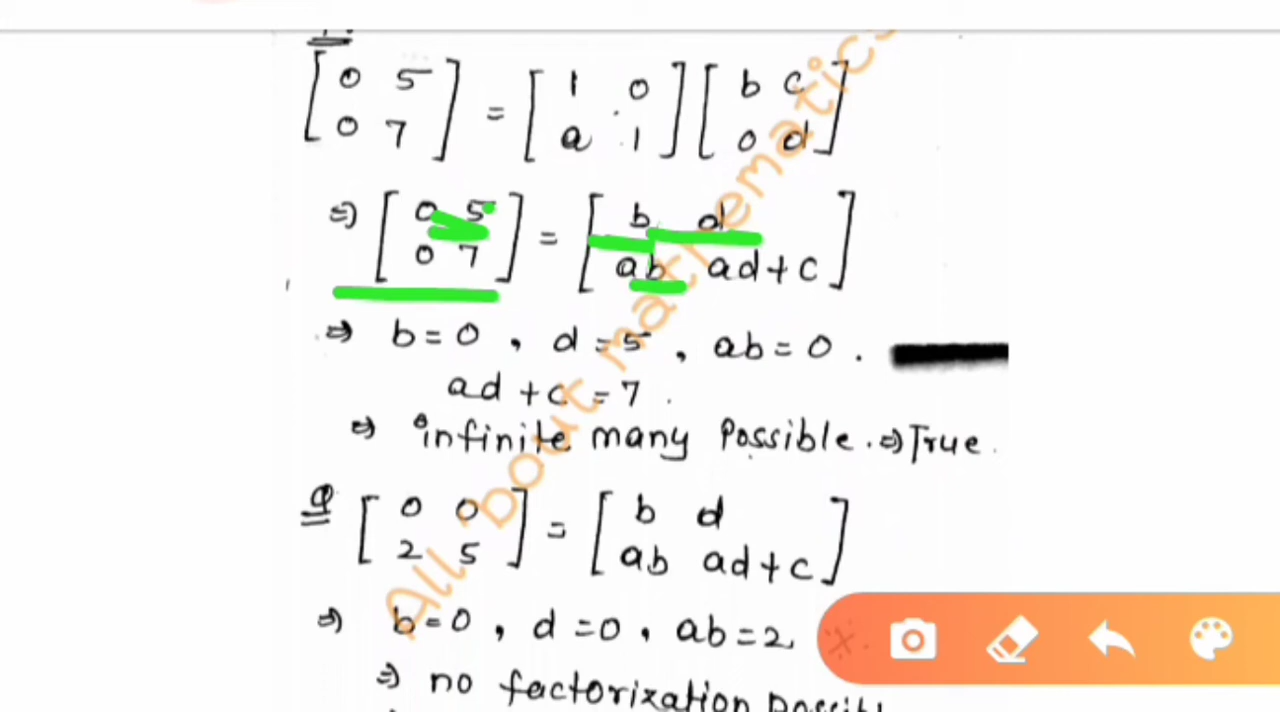 [0 5
0 7] = [1 0
a 1] [b c
0 d]
⇒ [0 5
0 7] = [b d
ab ad+c]
⇒ b=0, d=5, ab=0.
ad+c=7.
⇒ infinite many Possible. ⇒ True.
Q [0 0
2 5] = [b d
ab ad+c]
⇒ b=0, d=0, ab=2
⇒ no factorization
All 'bout mathematics